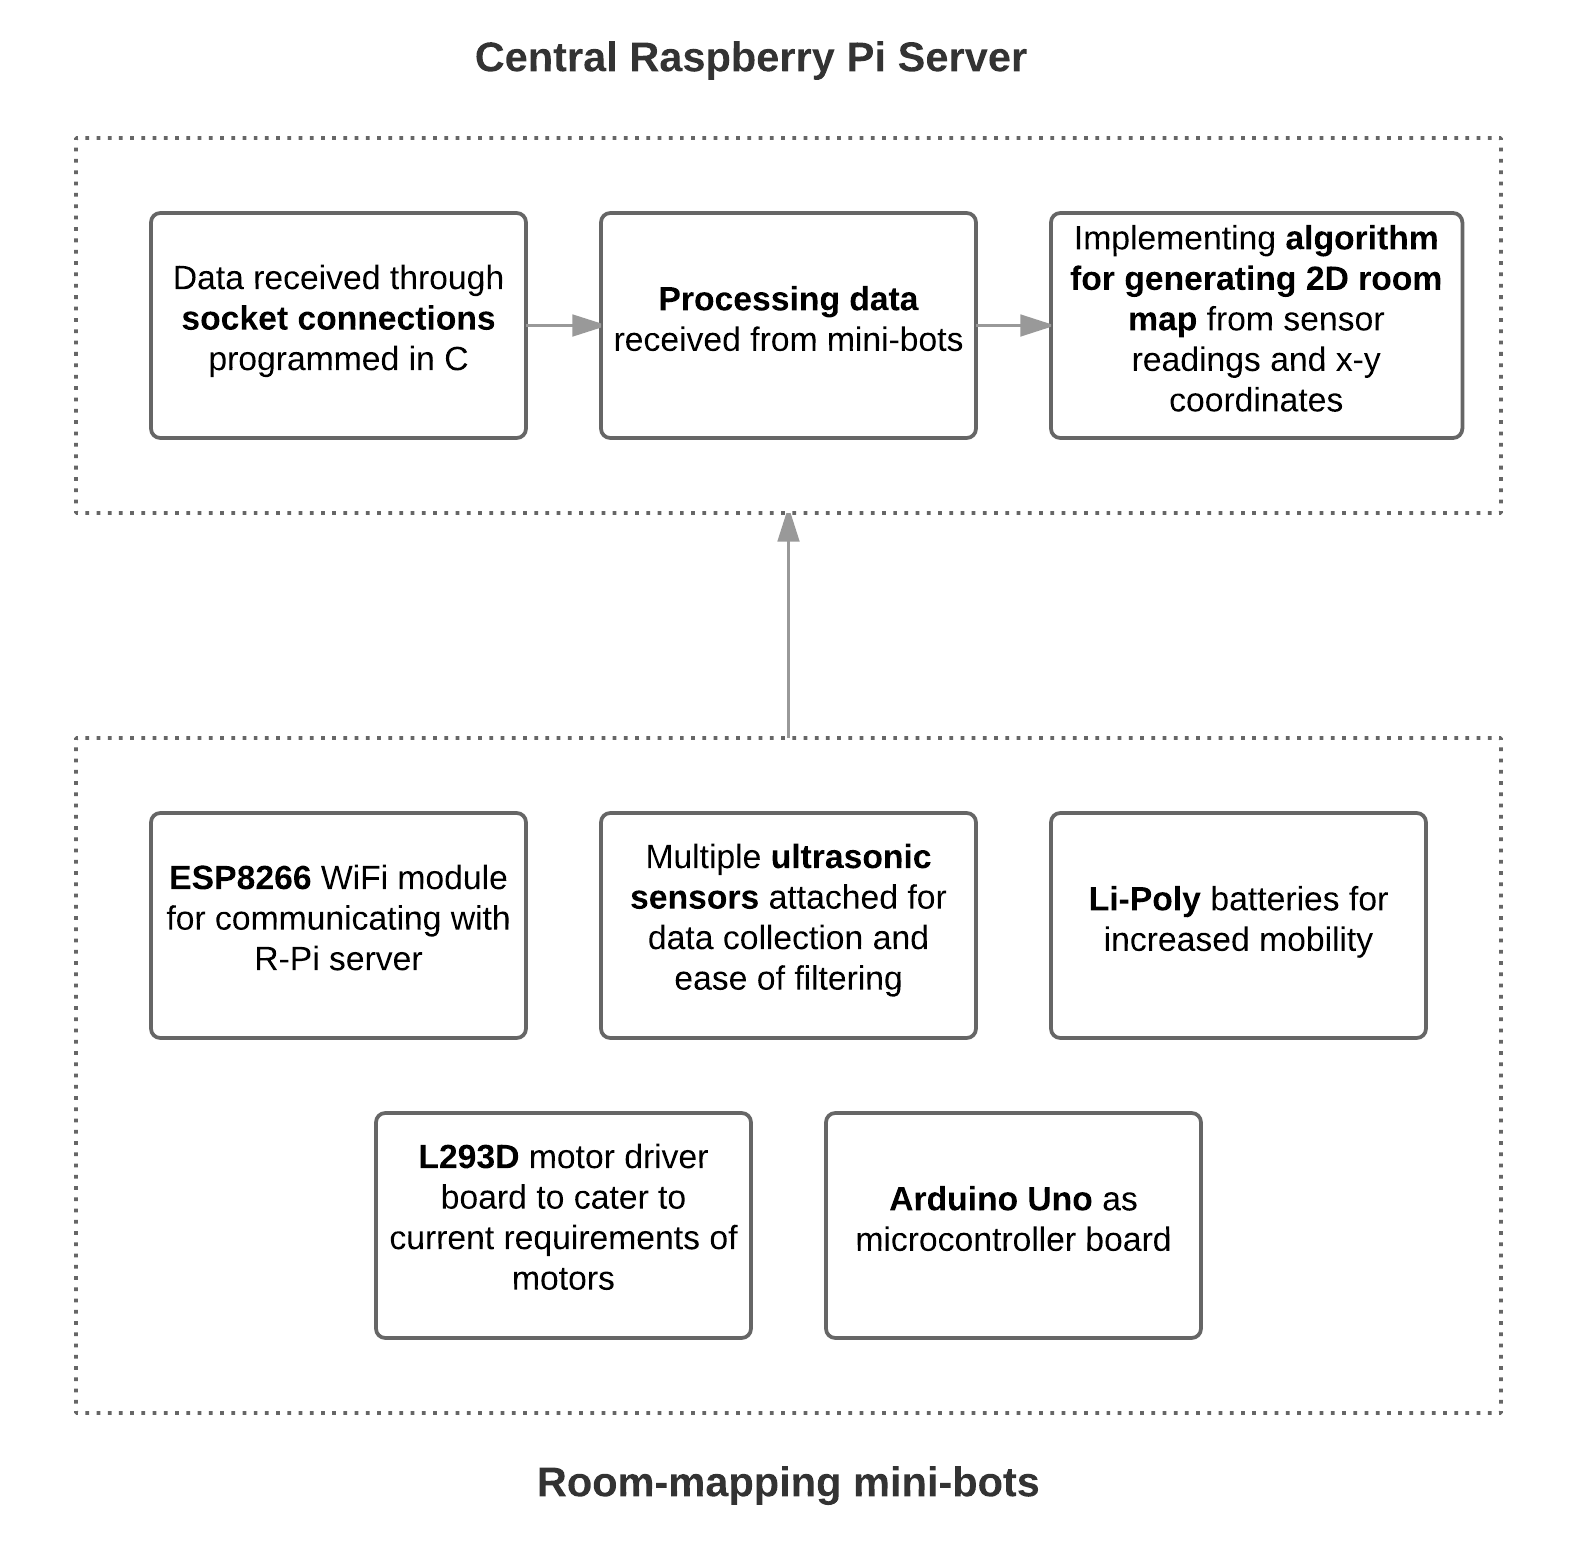 Central Raspberry Pi Server
Data received through
socket connections
programmed in C
Processing data
received from mini-bots
Implementing algorithm
for generating 2D room
map from sensor
readings and x-y
coordinates
ESP8266 WiFi module
for communicating with
R-Pi server
Multiple ultrasonic
sensors attached for
data collection and
ease of filtering
Li-Poly batteries for
increased mobility
L293D motor driver
board to cater to
current requirements of
motors
Arduino Uno as
microcontroller board
Room-mapping mini-bots